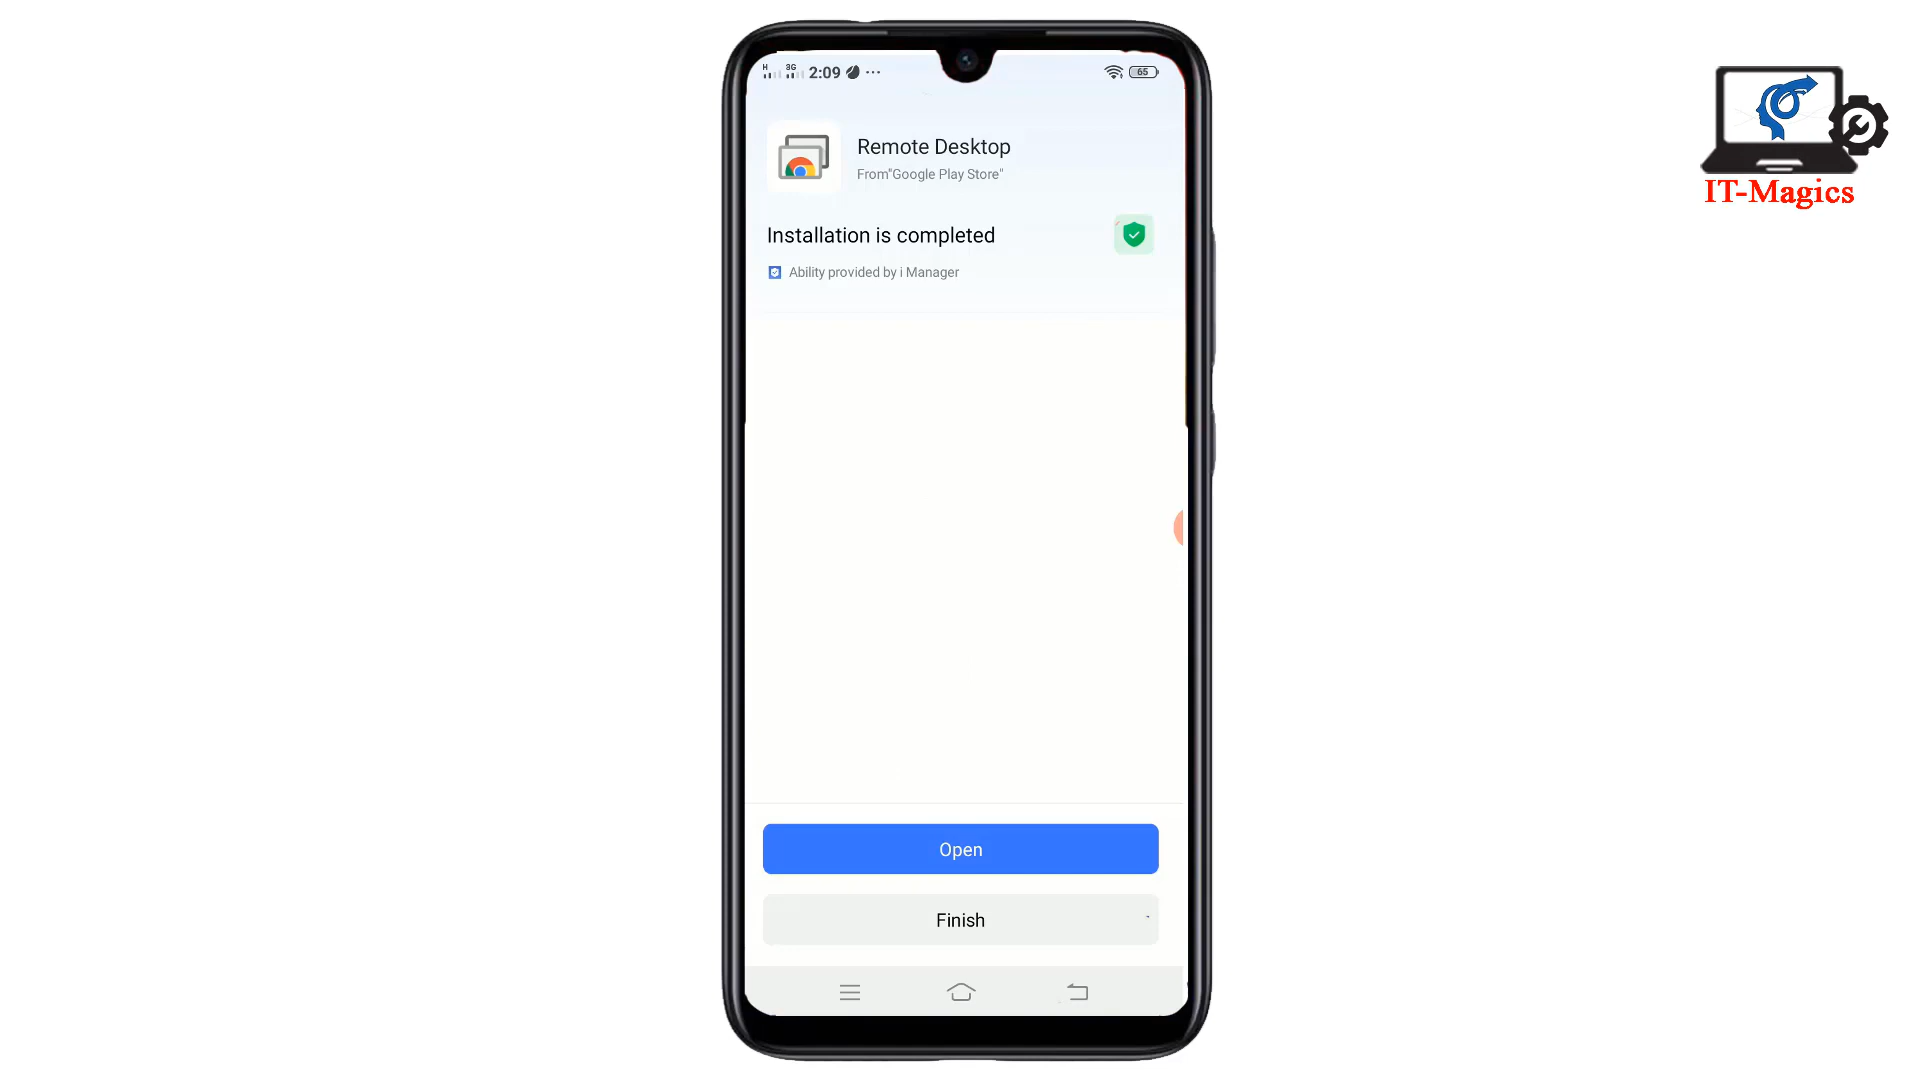 H 3G 2:09 ... 65
Remote Desktop
From"Google Play Store"
Installation is completed
Ability provided by i Manager
Open
Finish
IT-Magics